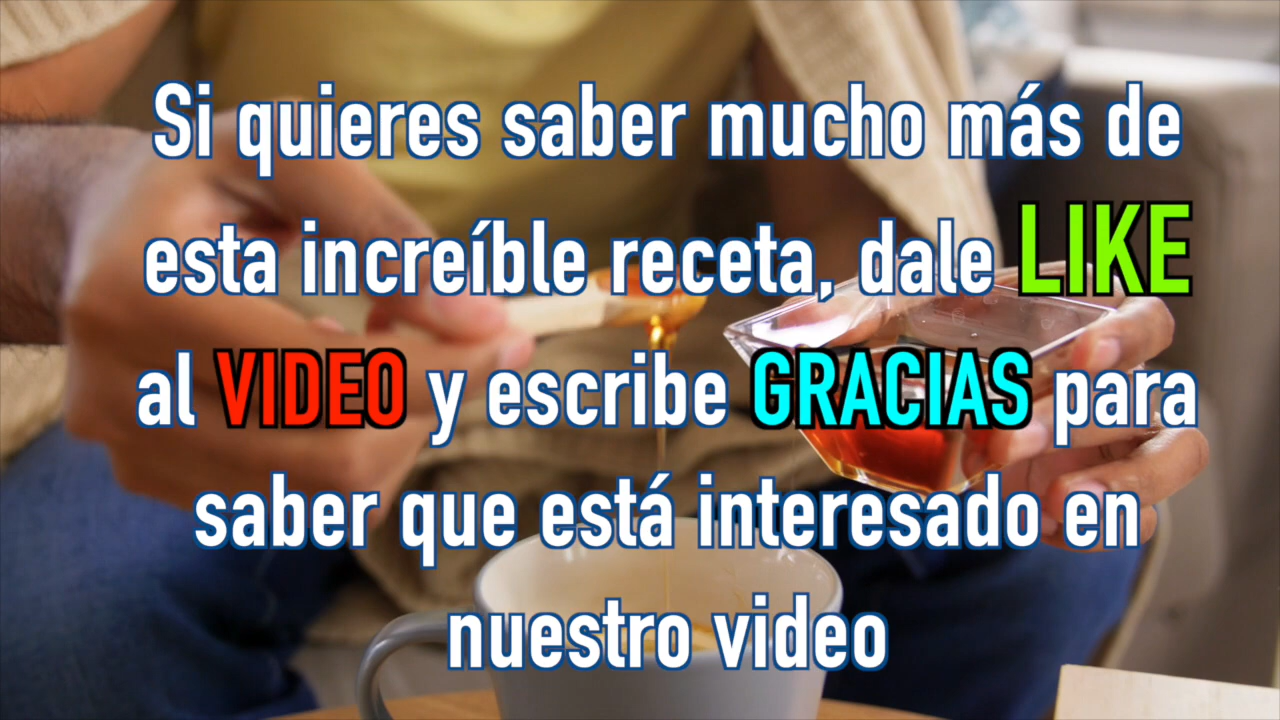 Si quieres saber mucho más de
esta increíble receta, dale LIKE
al VIDEO y escribe GRACIAS para
saber que está interesado en
nuestro video